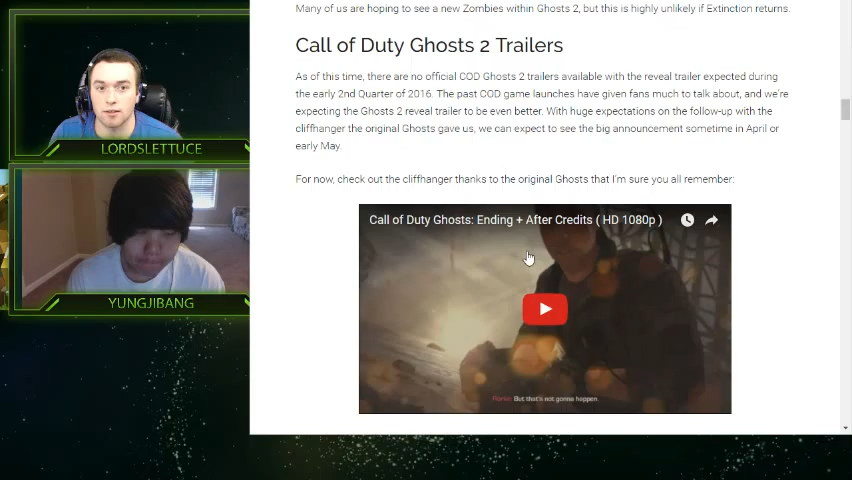 Many of us are hoping to see a new Zombies within Ghosts 2, but this is highly unlikely if Extinction returns.
Call of Duty Ghosts 2 Trailers
As of this time, there are no official COD Ghosts 2 trailers available with the reveal trailer expected during
the early 2nd Quarter of 2016. The past COD game launches have given fans much to talk about, and we're
expecting the Ghosts 2 reveal trailer to be even better. With huge expectations on the follow-up with the
cliffhanger the original Ghosts gave us, we can expect to see the big announcement sometime in April or
early May.
For now, check out the cliffhanger thanks to the original Ghosts that I'm sure you all remember:
Call of Duty Ghosts: Ending + After Credits ( HD 1080p )
But that's not gonna happen.
LORDSLETTUCE
YUNGJIBANG